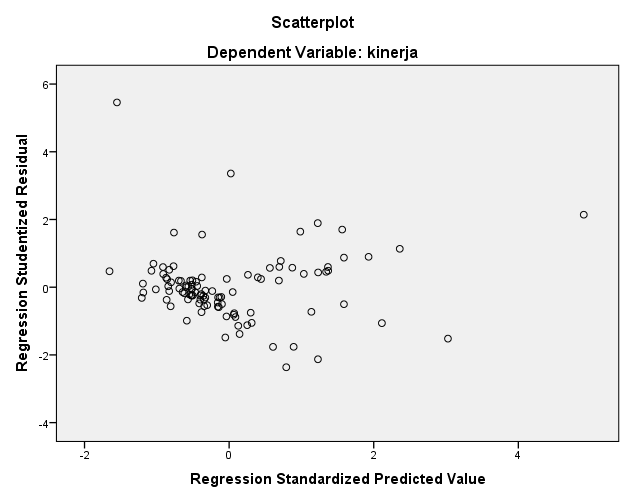 Scatterplot
Dependent Variable: kinerja
Regression Studentized Residual
6
4
2
0
-2
-4
-2
0
2
4
Regression Standardized Predicted Value